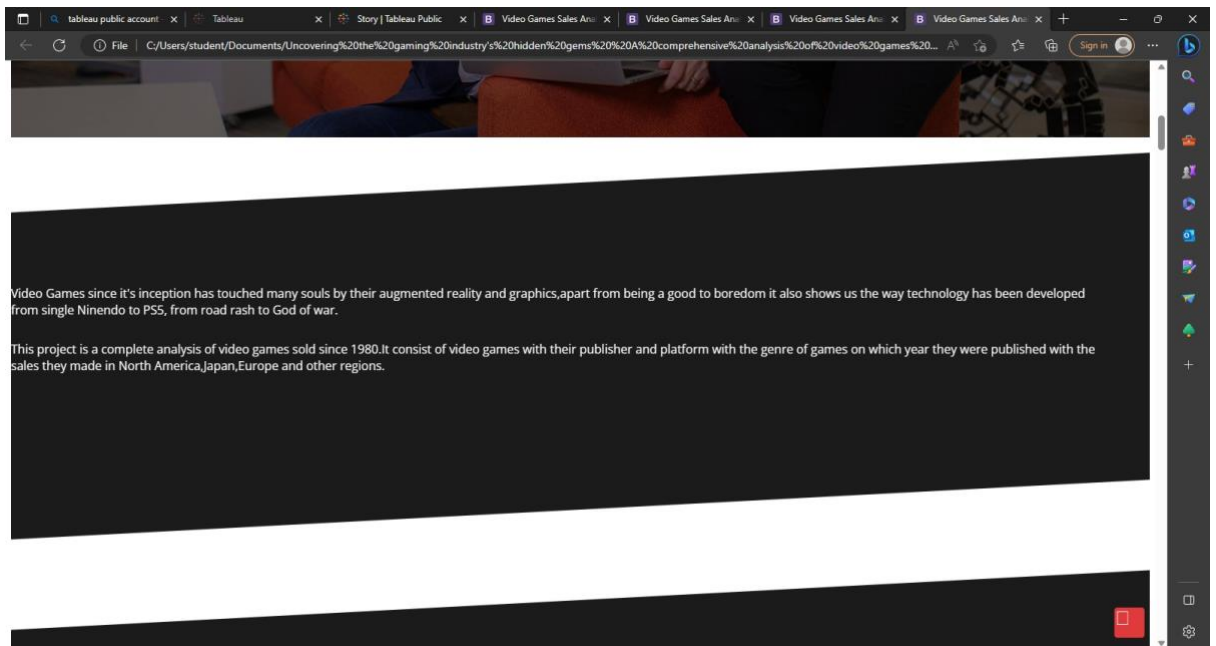 tableau public account
Tableau
Story | Tableau Public
B Video Games Sales Ana
B Video Games Sales Ana
B Video Games Sales Ana
B Video Games Sales Ana
File C:/Users/student/Documents/Uncovering%20the%20gaming%20industry's%20hidden%20gems%20%20A%20comprehensive%20analysis%20of%20video%20games%20...
Sign in
Video Games since it's inception has touched many souls by their augmented reality and graphics,apart from being a good to boredom it also shows us the way technology has been developed
from single Ninendo to PS5, from road rash to God of war.
This project is a complete analysis of video games sold since 1980.It consist of video games with their publisher and platform with the genre of games on which year they were published with the
sales they made in North America,Japan,Europe and other regions.